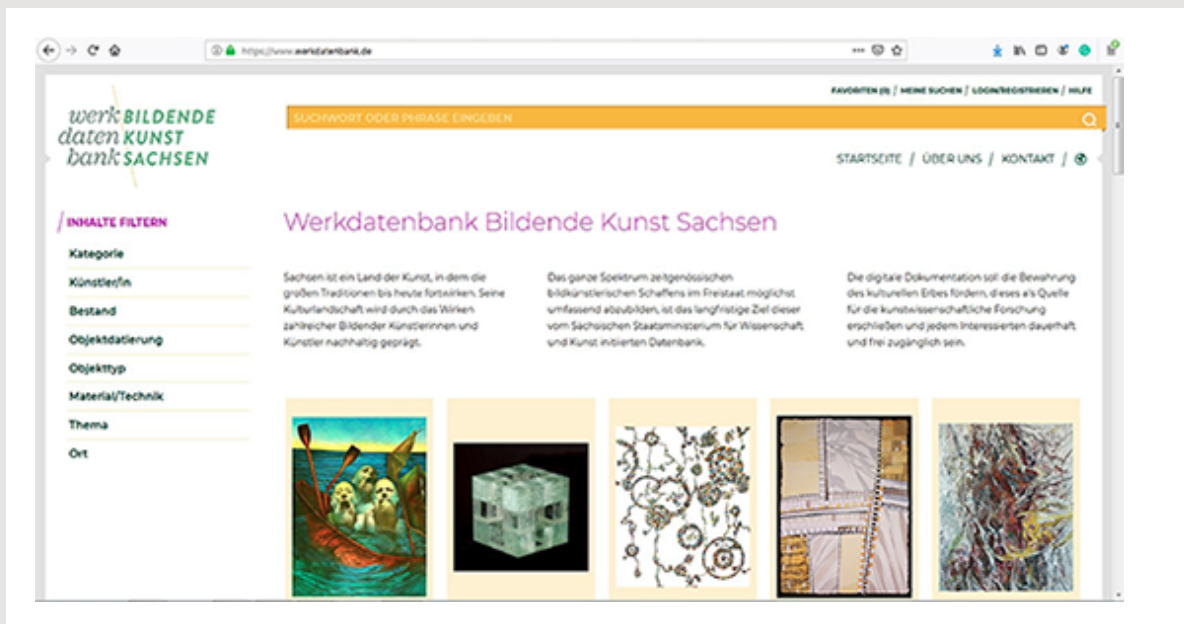 https://www.werkdatenbank.de
FAVORITEN (0) / MEINE SUCHEN / LOGIN/REGISTRIEREN / HILFE
werk BILDENDE
daten KUNST
bank SACHSEN
SUCHWORT ODER PHRASE EINGEBEN
STARTSEITE / ÜBER UNS / KONTAKT /
INHALTE FILTERN
Kategorie
Künstler/in
Bestand
Objektdatierung
Objekttyp
Material/Technik
Thema
Ort
Werkdatenbank Bildende Kunst Sachsen
Sachsen ist ein Land der Kunst, in dem die
großen Traditionen bis heute fortwirken. Seine
Kulturlandschaft wird durch das Wirken
zahlreicher Bildender Künstlerinnen und
Künstler nachhaltig geprägt.
Das ganze Spektrum zeitgenössischen
bildkünstlerischen Schaffens im Freistaat möglichst
umfassend abzubilden, ist das langfristige Ziel dieser
vom Sächsischen Staatsministerium für Wissenschaft
und Kunst initiierten Datenbank.
Die digitale Dokumentation soll die Bewahrung
des kulturellen Erbes fördern, dieses als Quelle
für die kunstwissenschaftliche Forschung
erschließen und jedem Interessierten dauerhaft
und frei zugänglich sein.